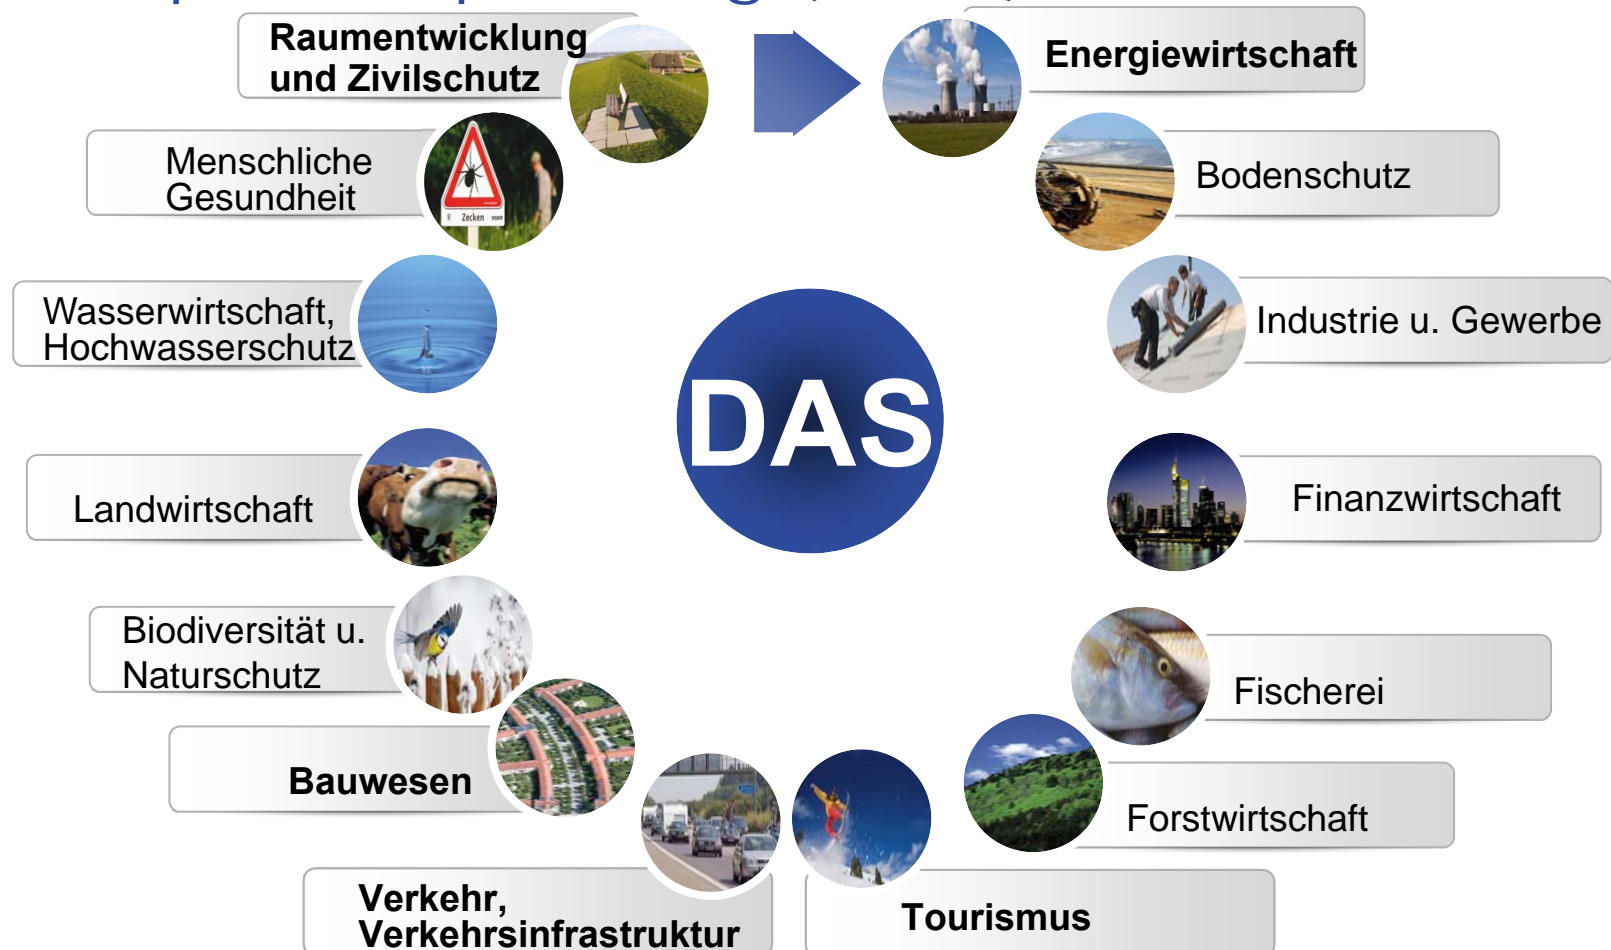 Raumentwicklung
und Zivilschutz
Energiewirtschaft
Menschliche
Gesundheit
Zecken
Bodenschutz
Wasserwirtschaft,
Hochwasserschutz
Industrie u. Gewerbe
DAS
Landwirtschaft
Finanzwirtschaft
Biodiversität u.
Naturschutz
Fischerei
Bauwesen
Forstwirtschaft
Verkehr,
Verkehrsinfrastruktur
Tourismus